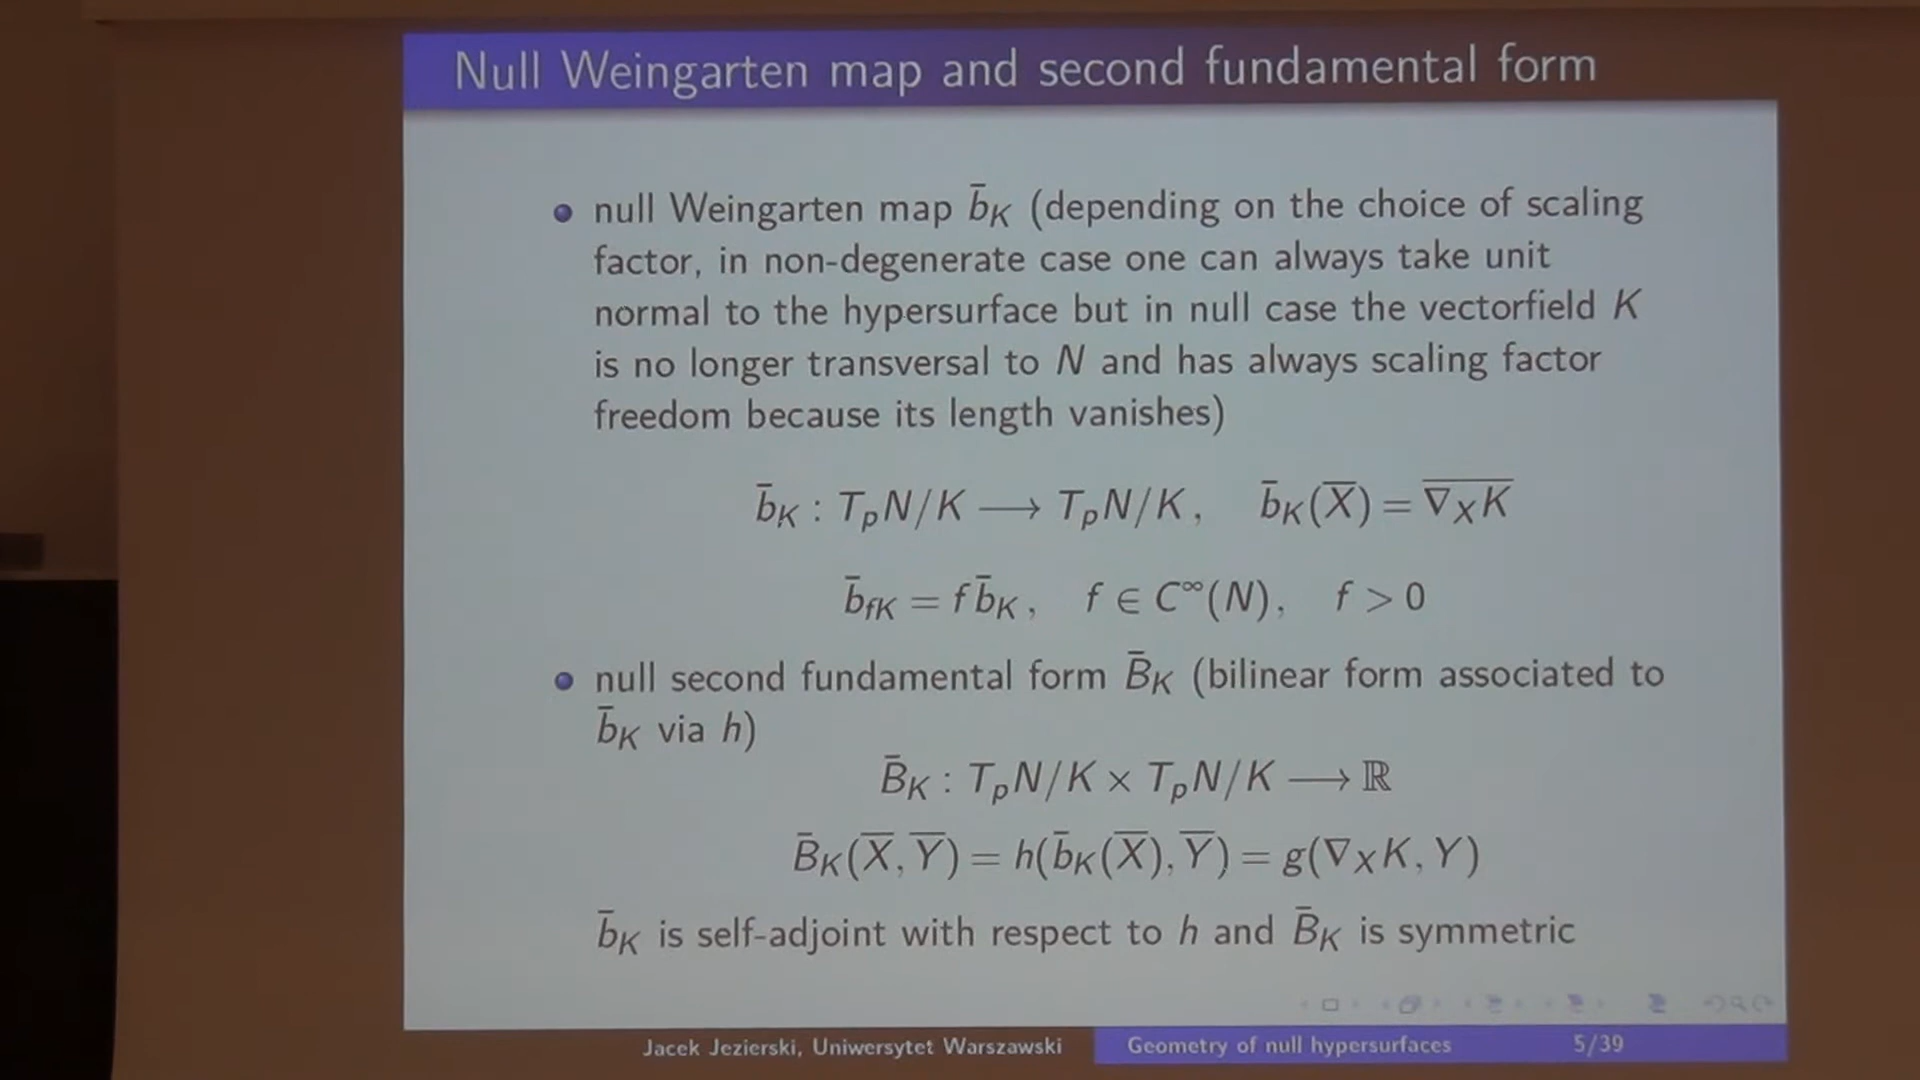 Null Weingarten map and second fundamental form
null Weingarten map b̄_K (depending on the choice of scaling
factor, in non-degenerate case one can always take unit
normal to the hypersurface but in null case the vectorfield K
is no longer transversal to N and has always scaling factor
freedom because its length vanishes)
b̄_K : T_pN/K ⟶ T_pN/K , b̄_K(X̅) = \overline{∇_X K}
b̄_{fK} = f b̄_K , f ∈ C^∞(N), f > 0
null second fundamental form B̄_K (bilinear form associated to
b̄_K via h)
B̄_K : T_pN/K × T_pN/K ⟶ ℝ
B̄_K(X̅, Y̅) = h(b̄_K(X̅), Y̅) = g(∇_X K, Y)
b̄_K is self-adjoint with respect to h and B̄_K is symmetric
Jacek Jezierski, Uniwersytet Warszawski Geometry of null hypersurfaces 5/39